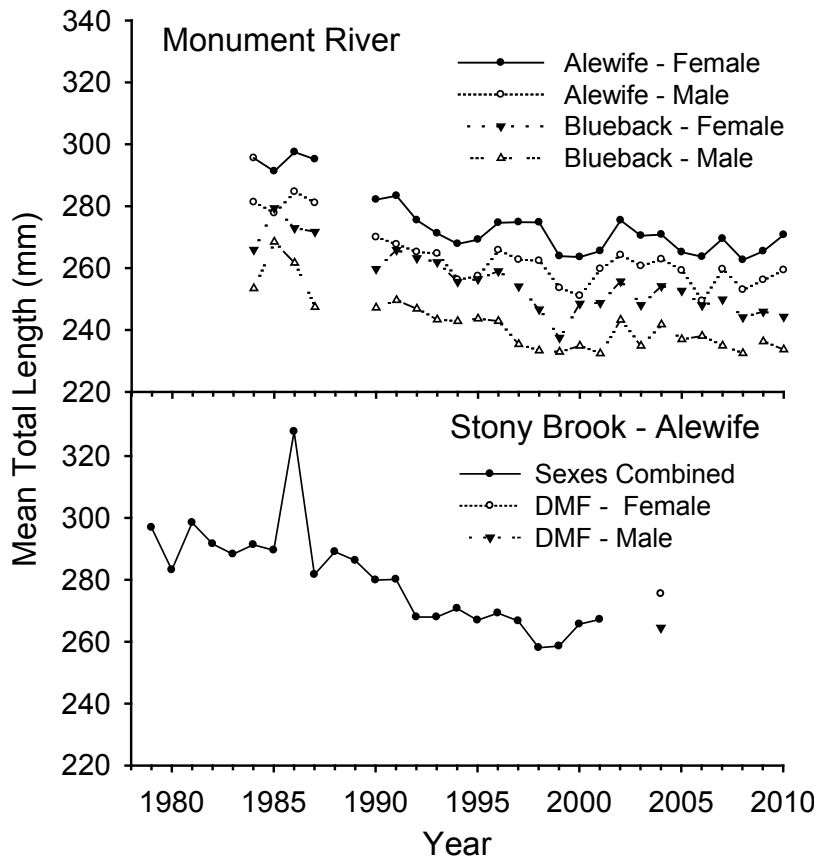 340
320
300
280
260
240
220
Monument River
Alewife - Female
Alewife - Male
Blueback - Female
Blueback - Male
Mean Total Length (mm)
320
300
280
260
240
220
Stony Brook - Alewife
Sexes Combined
DMF - Female
DMF - Male
1980 1985 1990 1995 2000 2005 2010
Year